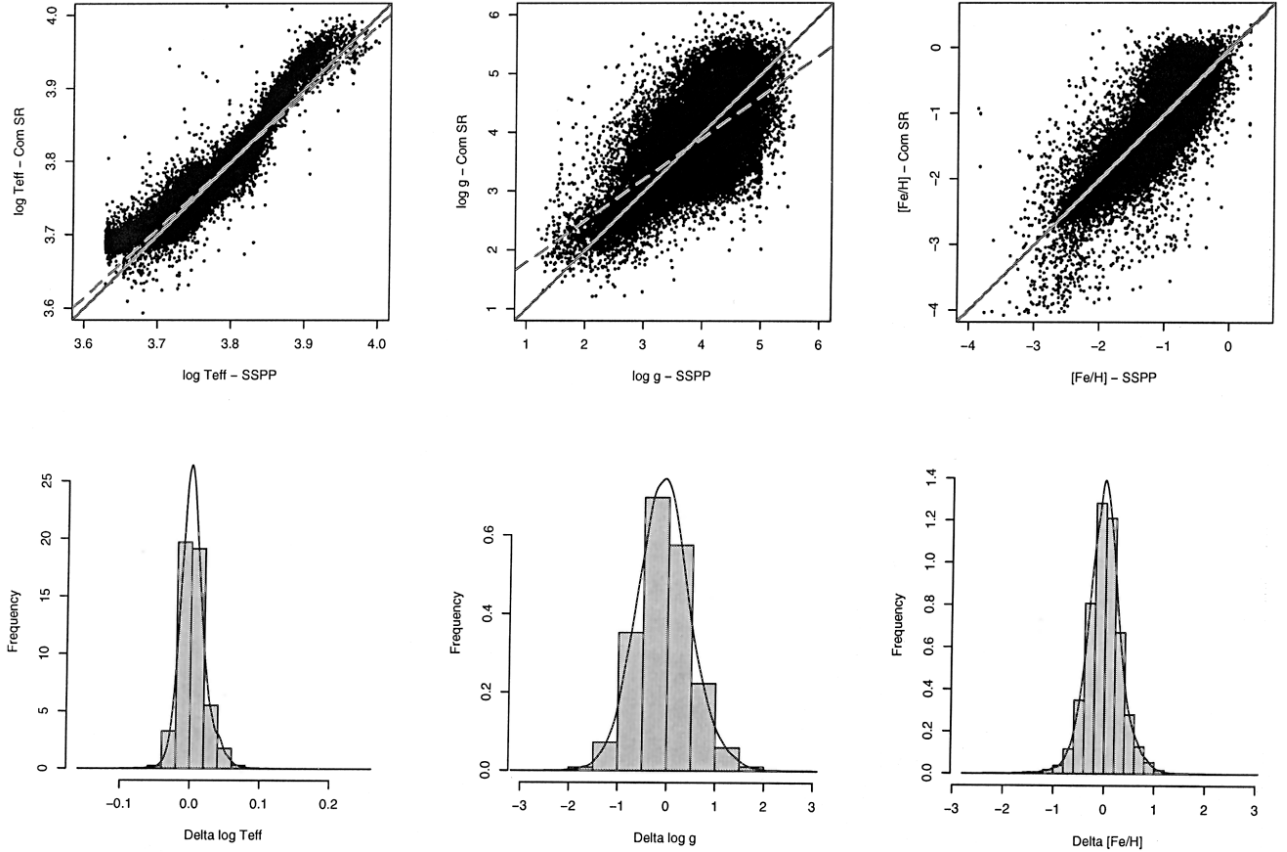 log Teff − Com SR
4.0
3.9
3.8
3.7
3.6
3.6 3.7 3.8 3.9 4.0
log Teff − SSPP
log g − Com SR
6
5
4
3
2
1
1 2 3 4 5 6
log g − SSPP
[Fe/H] − Com SR
0
−1
−2
−3
−4
−4 −3 −2 −1 0
[Fe/H] − SSPP
Frequency
25
20
15
10
5
0
−0.1 0.0 0.1 0.2
Delta log Teff
Frequency
0.6
0.4
0.2
0.0
−3 −2 −1 0 1 2 3
Delta log g
Frequency
1.4
1.2
1.0
0.8
0.6
0.4
0.2
0.0
−3 −2 −1 0 1 2 3
Delta [Fe/H]